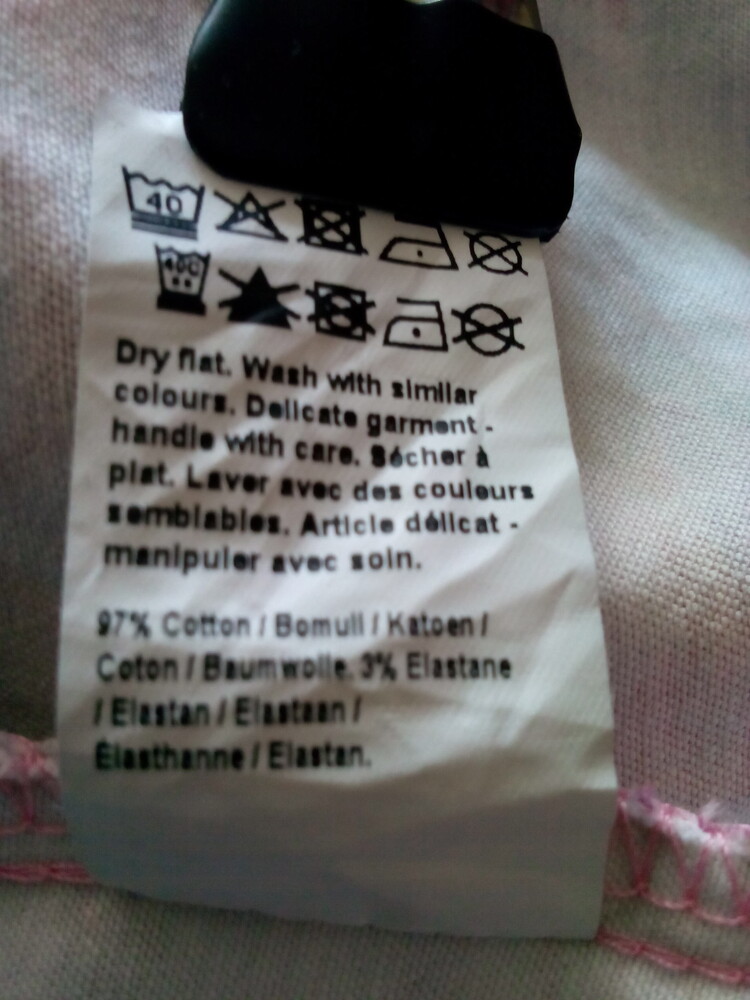 40
40C
Dry flat. Wash with similar
colours. Delicate garment -
handle with care. Sécher à
plat. Laver avec des couleurs
semblables. Article délicat -
manipuler avec soin.
97% Cotton / Bomull / Katoen /
Coton / Baumwolle. 3% Elastane
/ Elastan / Elastaan /
Élasthanne / Elastan.